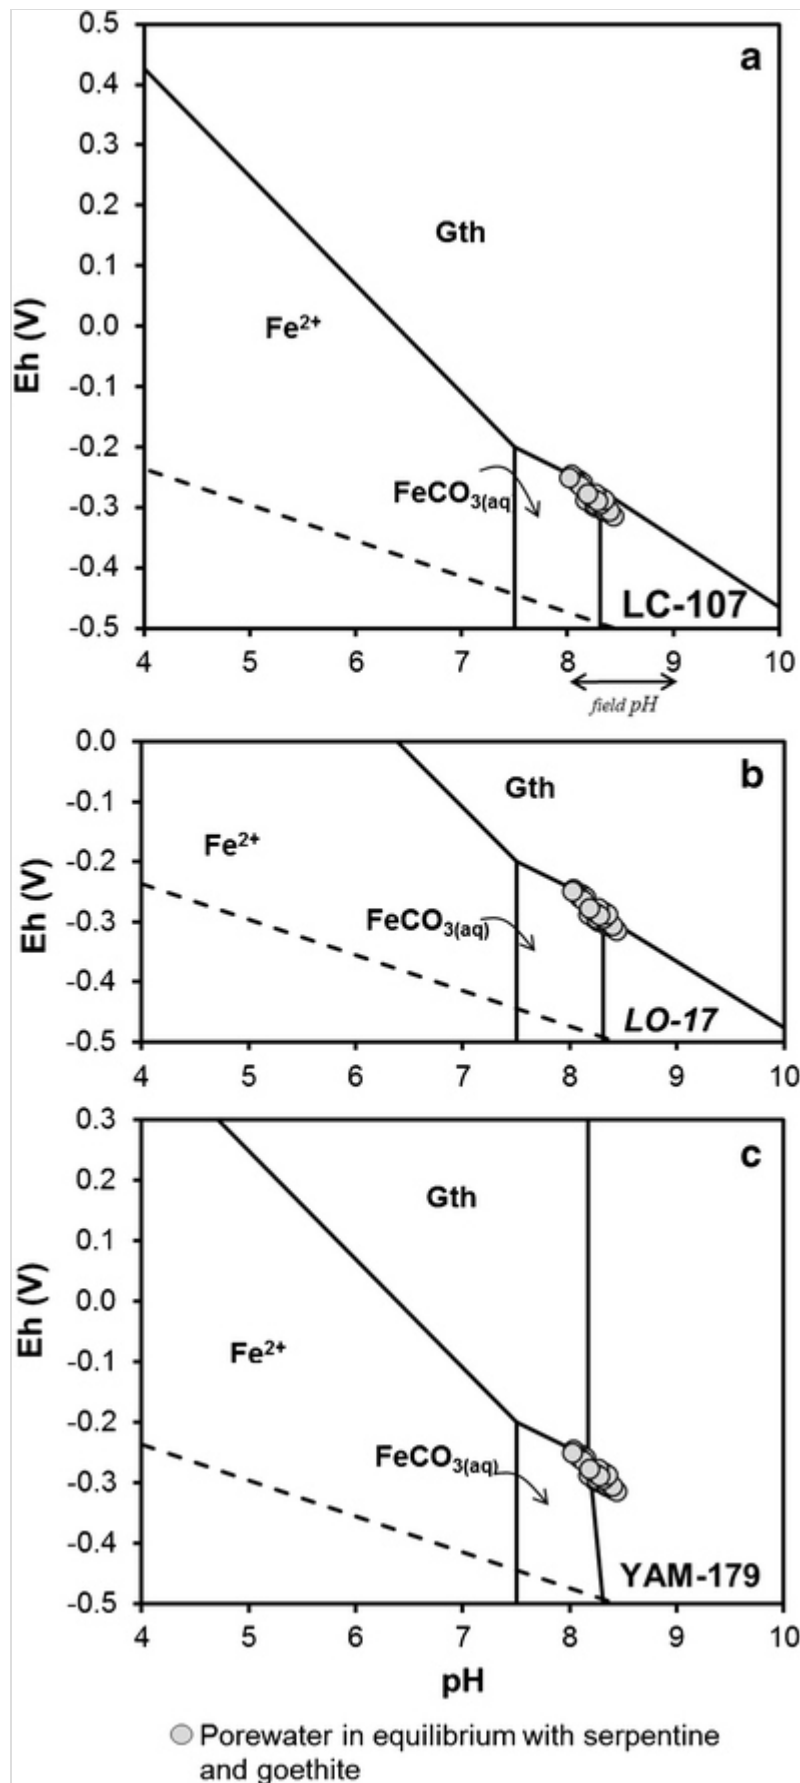 a
0.5
0.4
0.3
0.2
0.1
0.0
-0.1
-0.2
-0.3
-0.4
-0.5
Eh (V)
Gth
Fe²⁺
FeCO₃₍aq
LC-107
4 5 6 7 8 9 10
field pH
b
0.0
-0.1
-0.2
-0.3
-0.4
-0.5
Eh (V)
Gth
Fe²⁺
FeCO₃₍aq₎
LO-17
4 5 6 7 8 9 10
c
0.3
0.2
0.1
0.0
-0.1
-0.2
-0.3
-0.4
-0.5
Eh (V)
Gth
Fe²⁺
FeCO₃₍aq₎
YAM-179
4 5 6 7 8 9 10
pH
Porewater in equilibrium with serpentine
and goethite